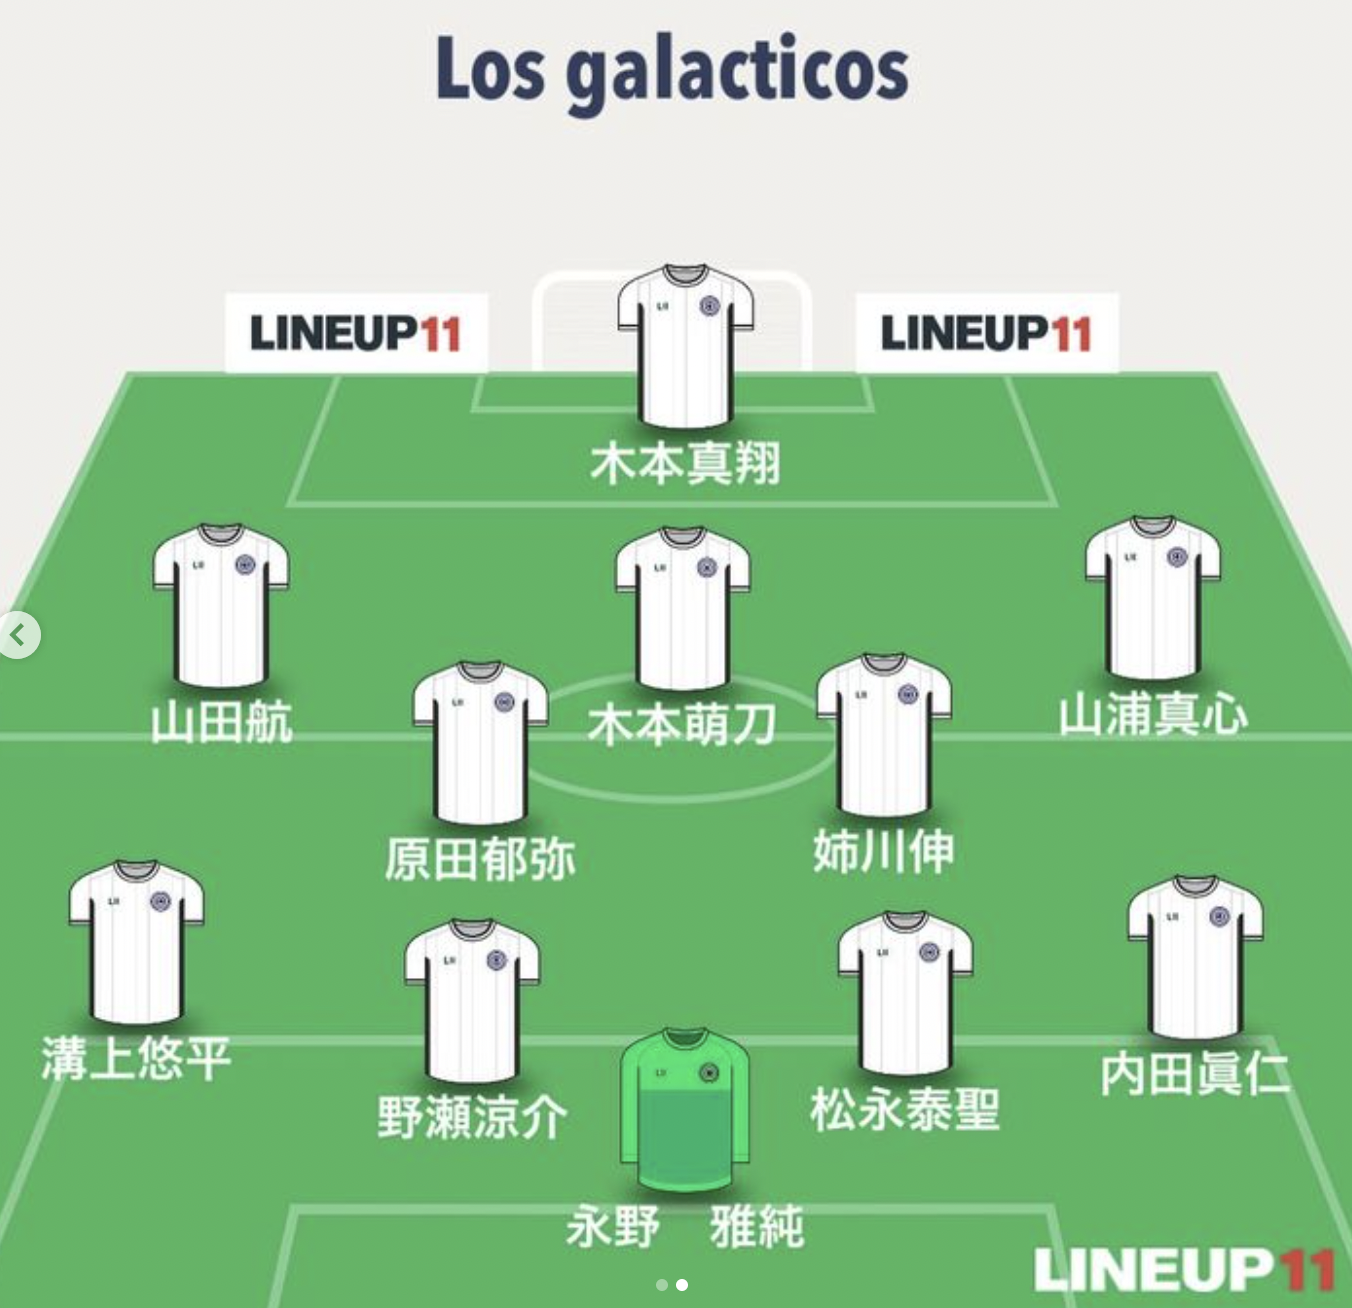 Los galacticos
LINEUP11
LINEUP11
木本真翔
山田航
木本萌刀
山浦真心
原田郁弥
姉川伸
溝上悠平
野瀬涼介
松永泰聖
内田眞仁
永野　雅純
LINEUP11